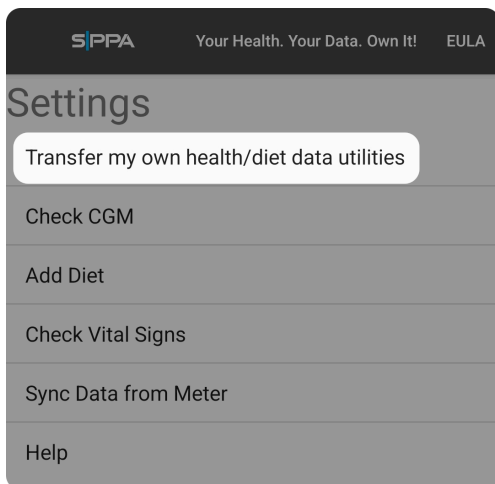 SIPPA Your Health. Your Data. Own It! EULA
Settings
Transfer my own health/diet data utilities
Check CGM
Add Diet
Check Vital Signs
Sync Data from Meter
Help